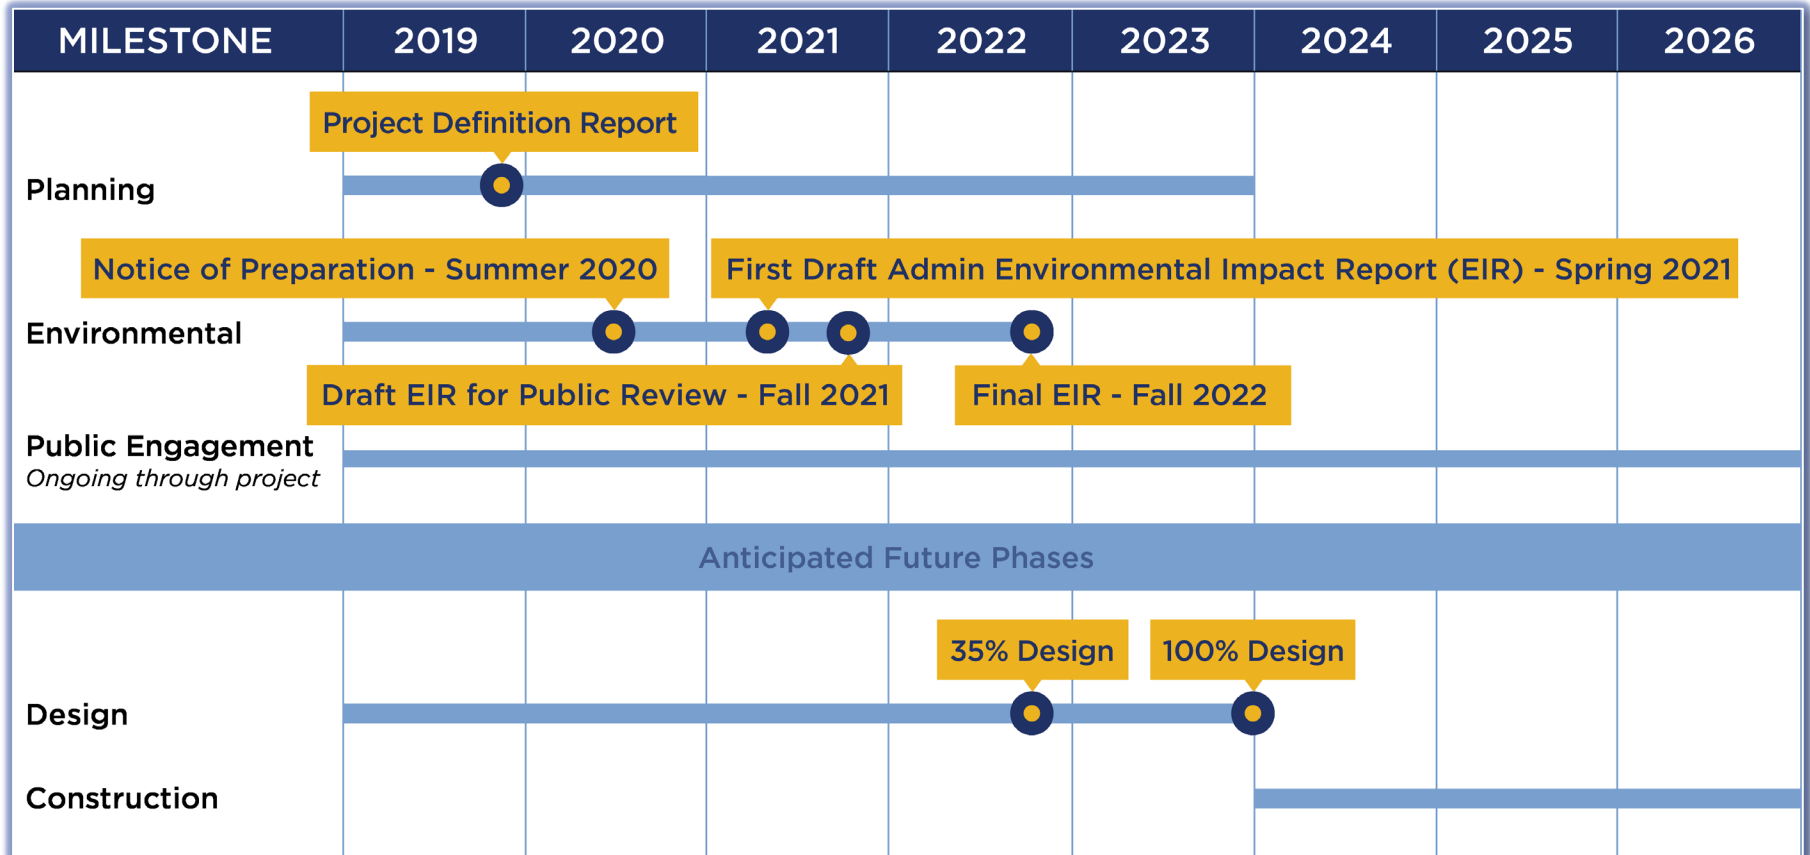 MILESTONE 2019 2020 2021 2022 2023 2024 2025 2026
Project Definition Report
Planning
Notice of Preparation - Summer 2020
First Draft Admin Environmental Impact Report (EIR) - Spring 2021
Environmental
Draft EIR for Public Review - Fall 2021
Final EIR - Fall 2022
Public Engagement
Ongoing through project
Anticipated Future Phases
35% Design
100% Design
Design
Construction